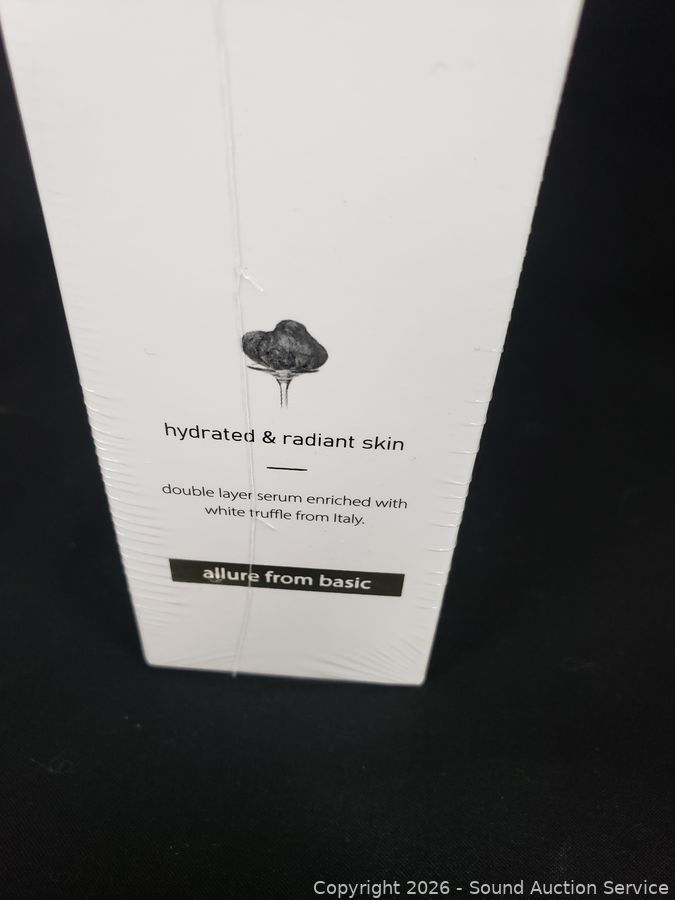 hydrated & radiant skin
double layer serum enriched with
white truffle from Italy.
allure from basic
Copyright 2026 - Sound Auction Service